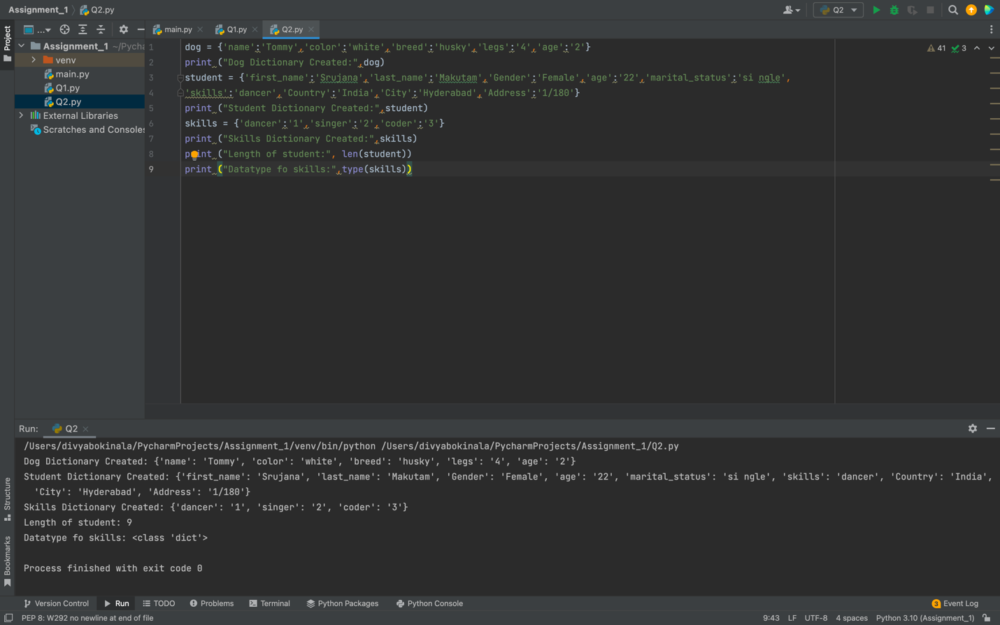 Assignment_1 Q2.py
Q2
Project
...
main.py Q1.py Q2.py
Assignment_1 ~/Pycha
venv
main.py
Q1.py
Q2.py
External Libraries
Scratches and Consoles
41 3
1 dog = {'name':'Tommy','color':'white','breed':'husky','legs':'4','age':'2'}
2 print ("Dog Dictionary Created:",dog)
3 student = {'first_name':'Srujana','last_name':'Makutam','Gender':'Female','age':'22','marital_status':'si ngle',
4 'skills':'dancer','Country':'India','City':'Hyderabad','Address':'1/180'}
5 print ("Student Dictionary Created:",student)
6 skills = {'dancer':'1','singer':'2','coder':'3'}
7 print ("Skills Dictionary Created:",skills)
8 print ("Length of student:", len(student))
9 print ("Datatype fo skills:",type(skills))
Run: Q2
/Users/divyabokinala/PycharmProjects/Assignment_1/venv/bin/python /Users/divyabokinala/PycharmProjects/Assignment_1/Q2.py
Dog Dictionary Created: {'name': 'Tommy', 'color': 'white', 'breed': 'husky', 'legs': '4', 'age': '2'}
Student Dictionary Created: {'first_name': 'Srujana', 'last_name': 'Makutam', 'Gender': 'Female', 'age': '22', 'marital_status': 'si ngle', 'skills': 'dancer', 'Country': 'India',
'City': 'Hyderabad', 'Address': '1/180'}
Skills Dictionary Created: {'dancer': '1', 'singer': '2', 'coder': '3'}
Length of student: 9
Datatype fo skills: <class 'dict'>
Process finished with exit code 0
Structure
Bookmarks
Version Control Run TODO Problems Terminal Python Packages Python Console 3 Event Log
PEP 8: W292 no newline at end of file 9:43 LF UTF-8 4 spaces Python 3.10 (Assignment_1)